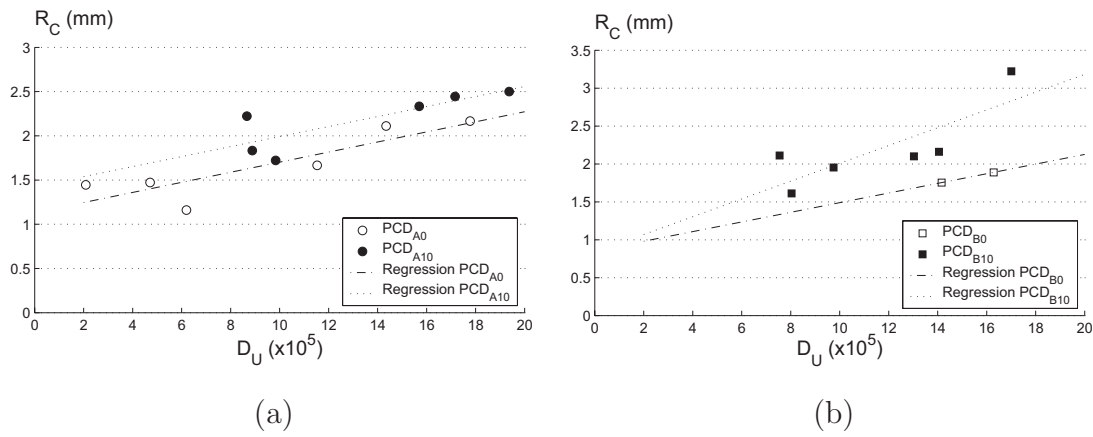 R_C (mm)
3
2.5
2
1.5
1
0.5
0
0 2 4 6 8 10 12 14 16 18 20
D_U (x10^5)
PCD_A0
PCD_A10
Regression PCD_A0
Regression PCD_A10
(a)
R_C (mm)
3.5
3
2.5
2
1.5
1
0.5
0
0 2 4 6 8 10 12 14 16 18 20
D_U (x10^5)
PCD_B0
PCD_B10
Regression PCD_B0
Regression PCD_B10
(b)